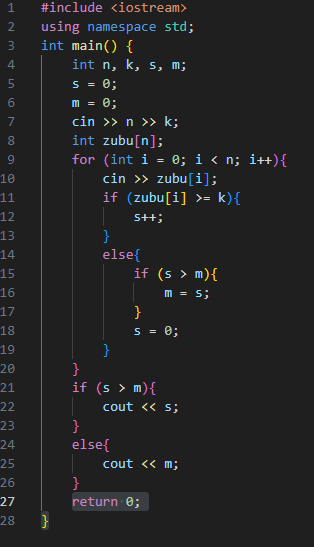 1 #include <iostream>
2 using namespace std;
3 int main() {
4     int n, k, s, m;
5     s = 0;
6     m = 0;
7     cin >> n >> k;
8     int zubu[n];
9     for (int i = 0; i < n; i++){
10         cin >> zubu[i];
11         if (zubu[i] >= k){
12             s++;
13         }
14         else{
15             if (s > m){
16                 m = s;
17             }
18             s = 0;
19         }
20     }
21     if (s > m){
22         cout << s;
23     }
24     else{
25         cout << m;
26     }
27     return 0;
28 }